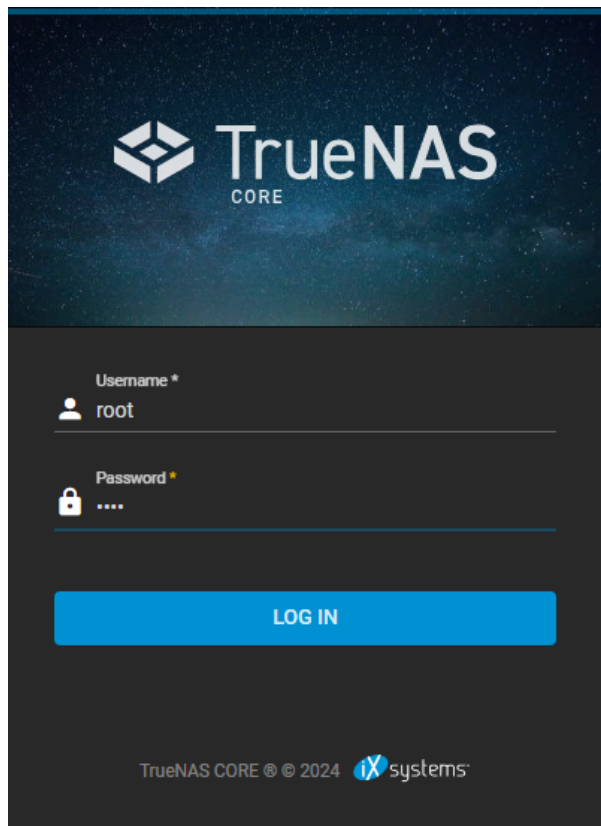 TrueNAS
CORE
Username *
root
Password *
••••
LOG IN
TrueNAS CORE ® © 2024 iX systems